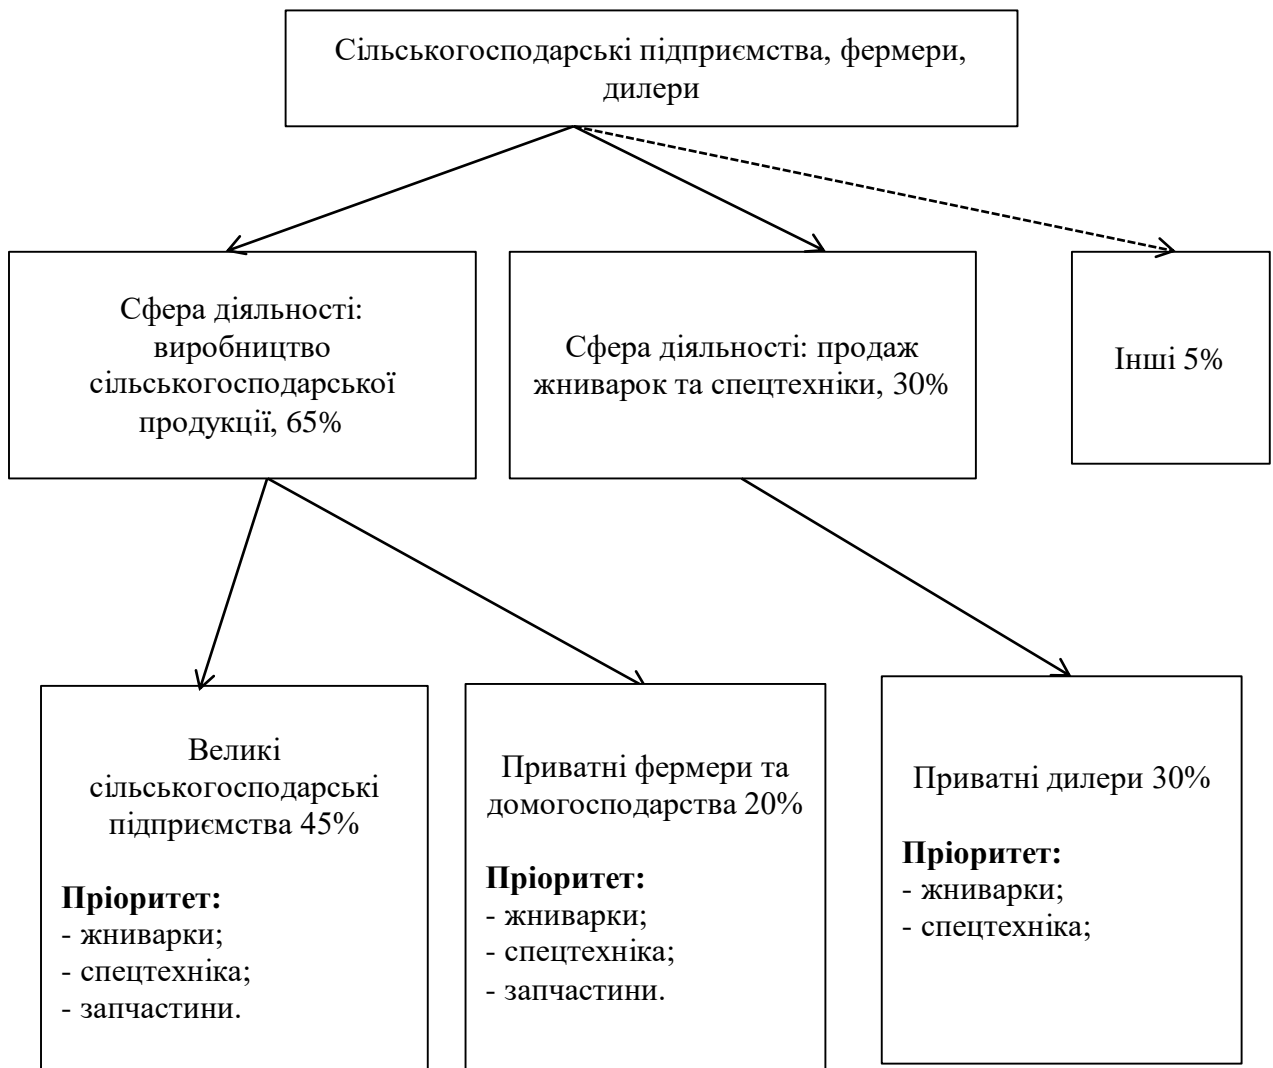 Сільськогосподарські підприємства, фермери,
дилери
Сфера діяльності:
виробництво
сільськогосподарської
продукції, 65%
Сфера діяльності: продаж
жниварок та спецтехніки, 30%
Інші 5%
Великі
сільськогосподарські
підприємства 45%
Пріоритет:
- жниварки;
- спецтехніка;
- запчастини.
Приватні фермери та
домогосподарства 20%
Пріоритет:
- жниварки;
- спецтехніка;
- запчастини.
Приватні дилери 30%
Пріоритет:
- жниварки;
- спецтехніка;